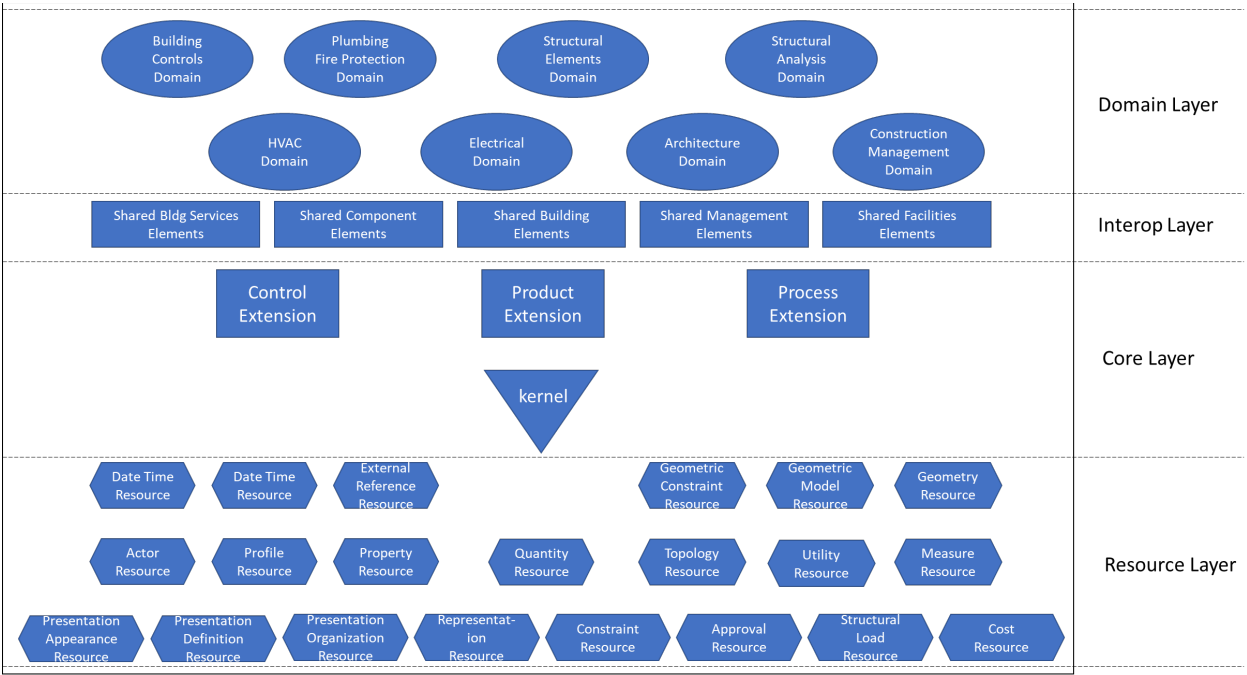 Building
Controls
Domain
Plumbing
Fire Protection
Domain
Structural
Elements
Domain
Structural
Analysis
Domain
HVAC
Domain
Electrical
Domain
Architecture
Domain
Construction
Management
Domain
Domain Layer
Shared Bldg Services
Elements
Shared Component
Elements
Shared Building
Elements
Shared Management
Elements
Shared Facilities
Elements
Interop Layer
Control
Extension
Product
Extension
Process
Extension
kernel
Core Layer
Date Time
Resource
Date Time
Resource
External
Reference
Resource
Geometric
Constraint
Resource
Geometric
Model
Resource
Geometry
Resource
Actor
Resource
Profile
Resource
Property
Resource
Quantity
Resource
Topology
Resource
Utility
Resource
Measure
Resource
Resource Layer
Presentation
Appearance
Resource
Presentation
Definition
Resource
Presentation
Organization
Resource
Representat-
ion
Resource
Constraint
Resource
Approval
Resource
Structural
Load
Resource
Cost
Resource